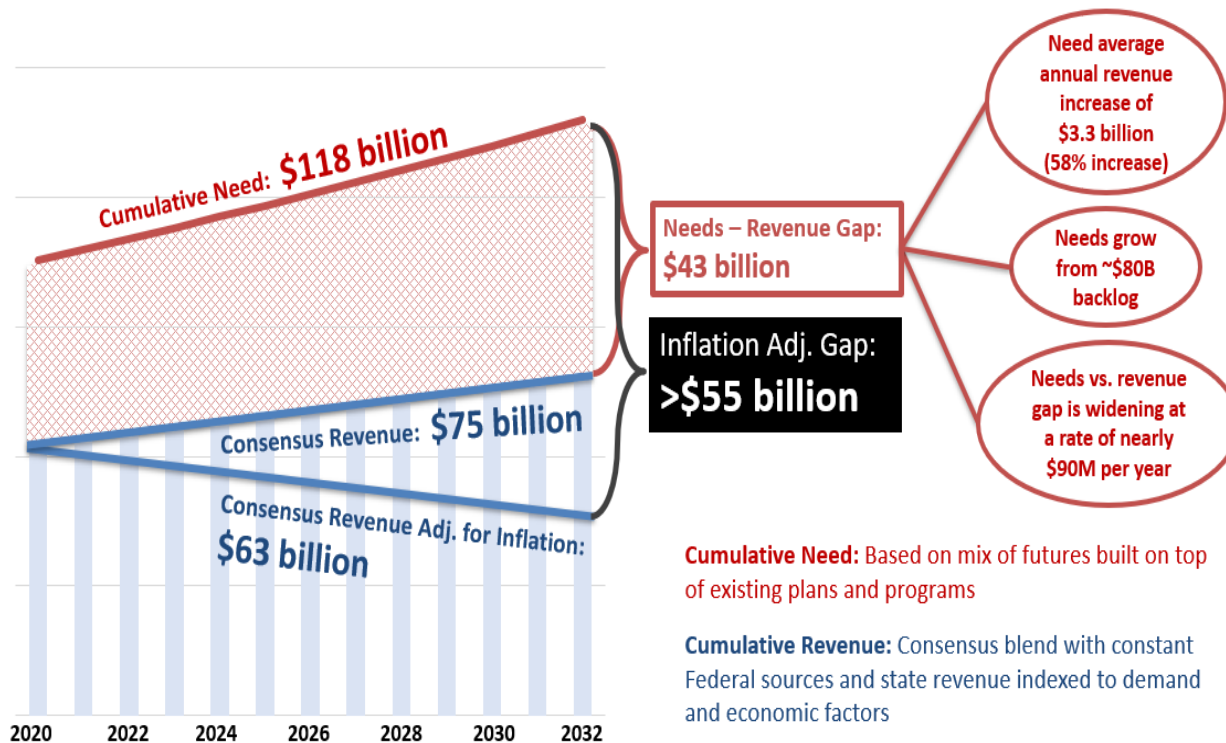 Cumulative Need: $118 billion
Consensus Revenue: $75 billion
Consensus Revenue Adj. for Inflation:
$63 billion
2020 2022 2024 2026 2028 2030 2032
Needs – Revenue Gap:
$43 billion
Inflation Adj. Gap:
>$55 billion
Need average
annual revenue
increase of
$3.3 billion
(58% increase)
Needs grow
from ~$80B
backlog
Needs vs. revenue
gap is widening at
a rate of nearly
$90M per year
Cumulative Need: Based on mix of futures built on top
of existing plans and programs
Cumulative Revenue: Consensus blend with constant
Federal sources and state revenue indexed to demand
and economic factors